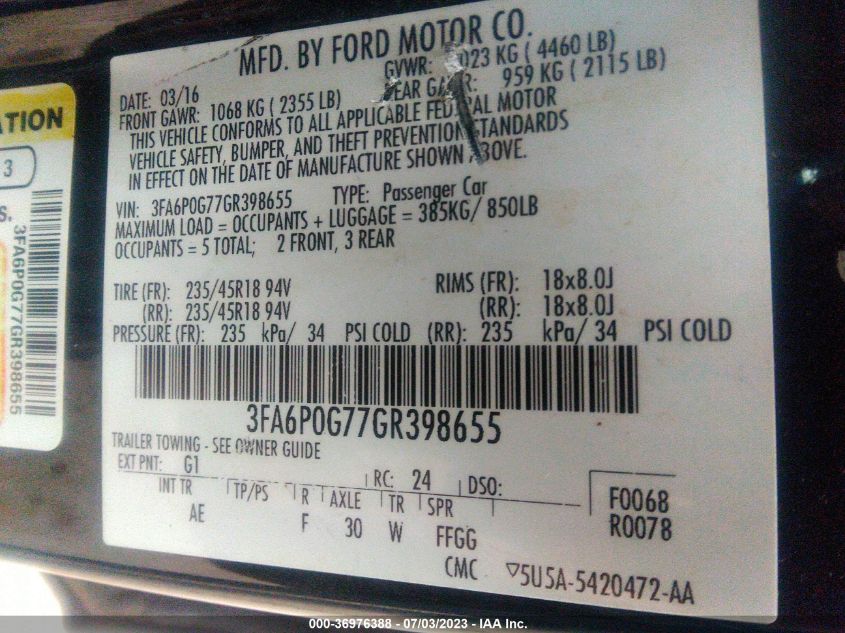 MFD. BY FORD MOTOR CO.
DATE: 03/16 GVWR: 023 KG ( 4460 LB)
FRONT GAWR: 1068 KG ( 2355 LB) EAR GAWR: 959 KG ( 2115 LB)
THIS VEHICLE CONFORMS TO ALL APPLICABLE FEDERAL MOTOR
VEHICLE SAFETY, BUMPER, AND THEFT PREVENTION STANDARDS
IN EFFECT ON THE DATE OF MANUFACTURE SHOWN ABOVE.
VIN: 3FA6P0G77GR398655 TYPE: Passenger Car
MAXIMUM LOAD = OCCUPANTS + LUGGAGE = 385KG/ 850LB
OCCUPANTS = 5 TOTAL; 2 FRONT, 3 REAR
TIRE (FR): 235/45R18 94V RIMS (FR): 18x8.0J
(RR): 235/45R18 94V (RR): 18x8.0J
PRESSURE (FR): 235 kPa/ 34 PSI COLD (RR): 235 kPa/ 34 PSI COLD
3FA6P0G77GR398655
TRAILER TOWING - SEE OWNER GUIDE
EXT PNT: G1 RC: 24 DSO:
INT TR TP/PS R AXLE TR SPR F0068
AE F 30 W FFGG R0078
CMC ▽5U5A-5420472-AA
ATION
3
S.
3FA6P0G77GR398655
000-36976388 - 07/03/2023 - IAA Inc.